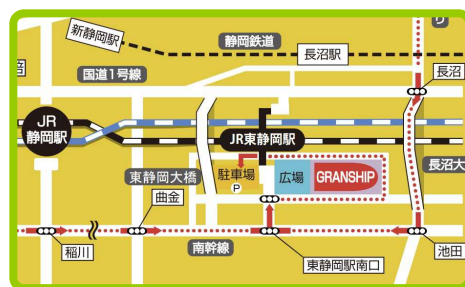 新静岡駅
静岡鉄道
長沼駅
国道1号線
長沼
JR
静岡駅
JR東静岡駅
東静岡大橋
駐車場
P
広場
GRANSHIP
長沼大
曲金
稲川
南幹線
東静岡駅南口
池田